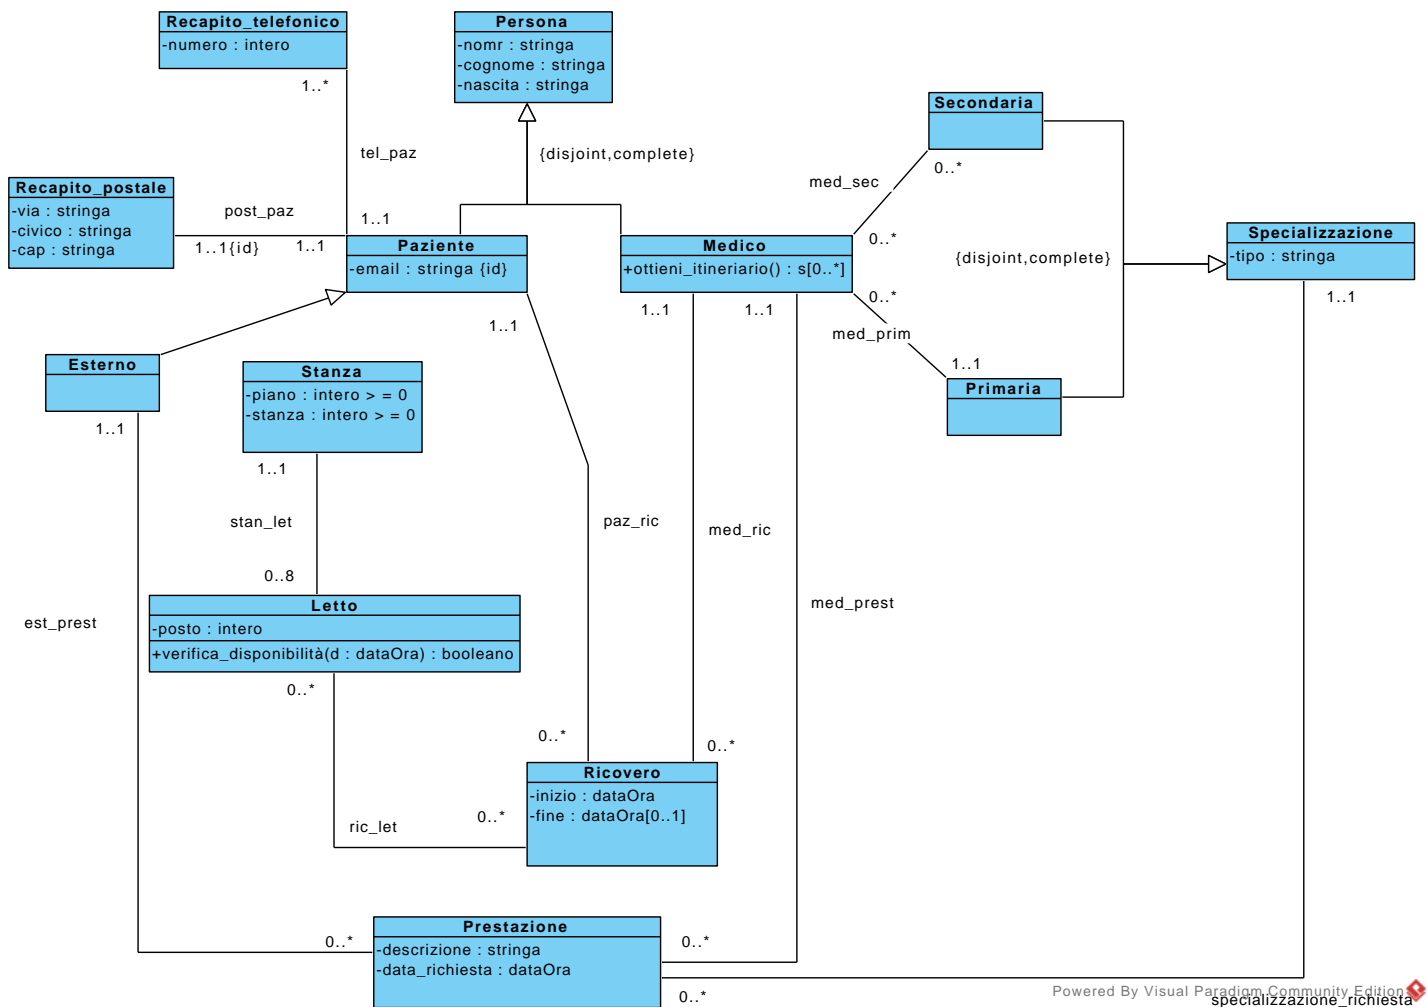 Recapito_telefonico
-numero : intero
1..*
tel_paz
1..1
Persona
-nomr : stringa
-cognome : stringa
-nascita : stringa
{disjoint,complete}
Recapito_postale
-via : stringa
-civico : stringa
-cap : stringa
post_paz
1..1{id}
1..1
Paziente
-email : stringa {id}
1..1
Medico
+ottieni_itineriario() : s[0..*]
1..1
1..1
med_sec
0..*
0..*
Secondaria
{disjoint,complete}
Specializzazione
-tipo : stringa
1..1
0..*
med_prim
1..1
Primaria
Esterno
1..1
Stanza
-piano : intero > = 0
-stanza : intero > = 0
1..1
stan_let
0..8
Letto
-posto : intero
+verifica_disponibilità(d : dataOra) : booleano
0..*
est_prest
paz_ric
med_ric
med_prest
0..*
0..*
Ricovero
-inizio : dataOra
-fine : dataOra[0..1]
0..*
ric_let
Prestazione
-descrizione : stringa
-data_richiesta : dataOra
0..*
0..*
0..*
Powered By Visual Paradigm Community Edition
specializzazione_richiesta